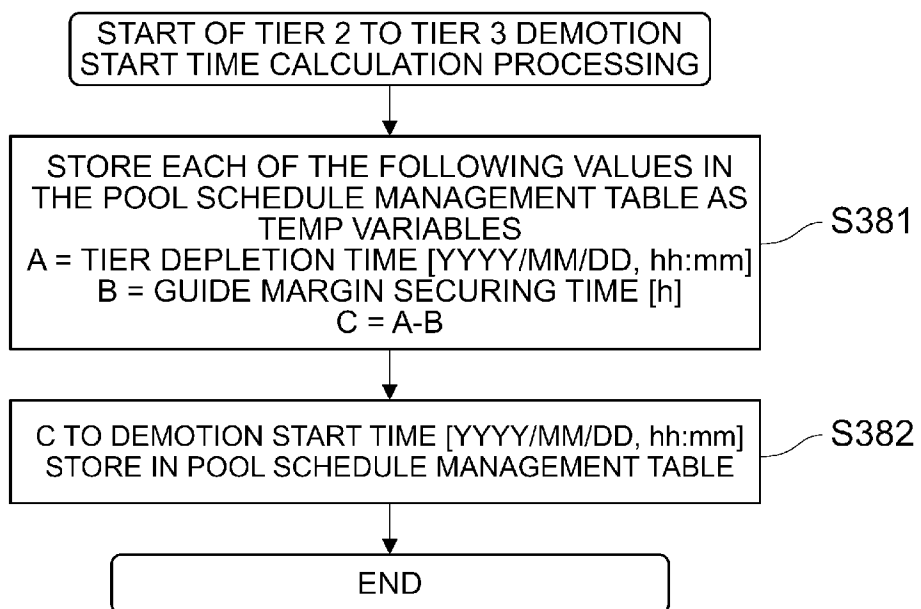 START OF TIER 2 TO TIER 3 DEMOTION
START TIME CALCULATION PROCESSING
STORE EACH OF THE FOLLOWING VALUES IN
THE POOL SCHEDULE MANAGEMENT TABLE AS
TEMP VARIABLES
A = TIER DEPLETION TIME [YYYY/MM/DD, hh:mm]
B = GUIDE MARGIN SECURING TIME [h]
C = A-B
S381
C TO DEMOTION START TIME [YYYY/MM/DD, hh:mm]
STORE IN POOL SCHEDULE MANAGEMENT TABLE
S382
END